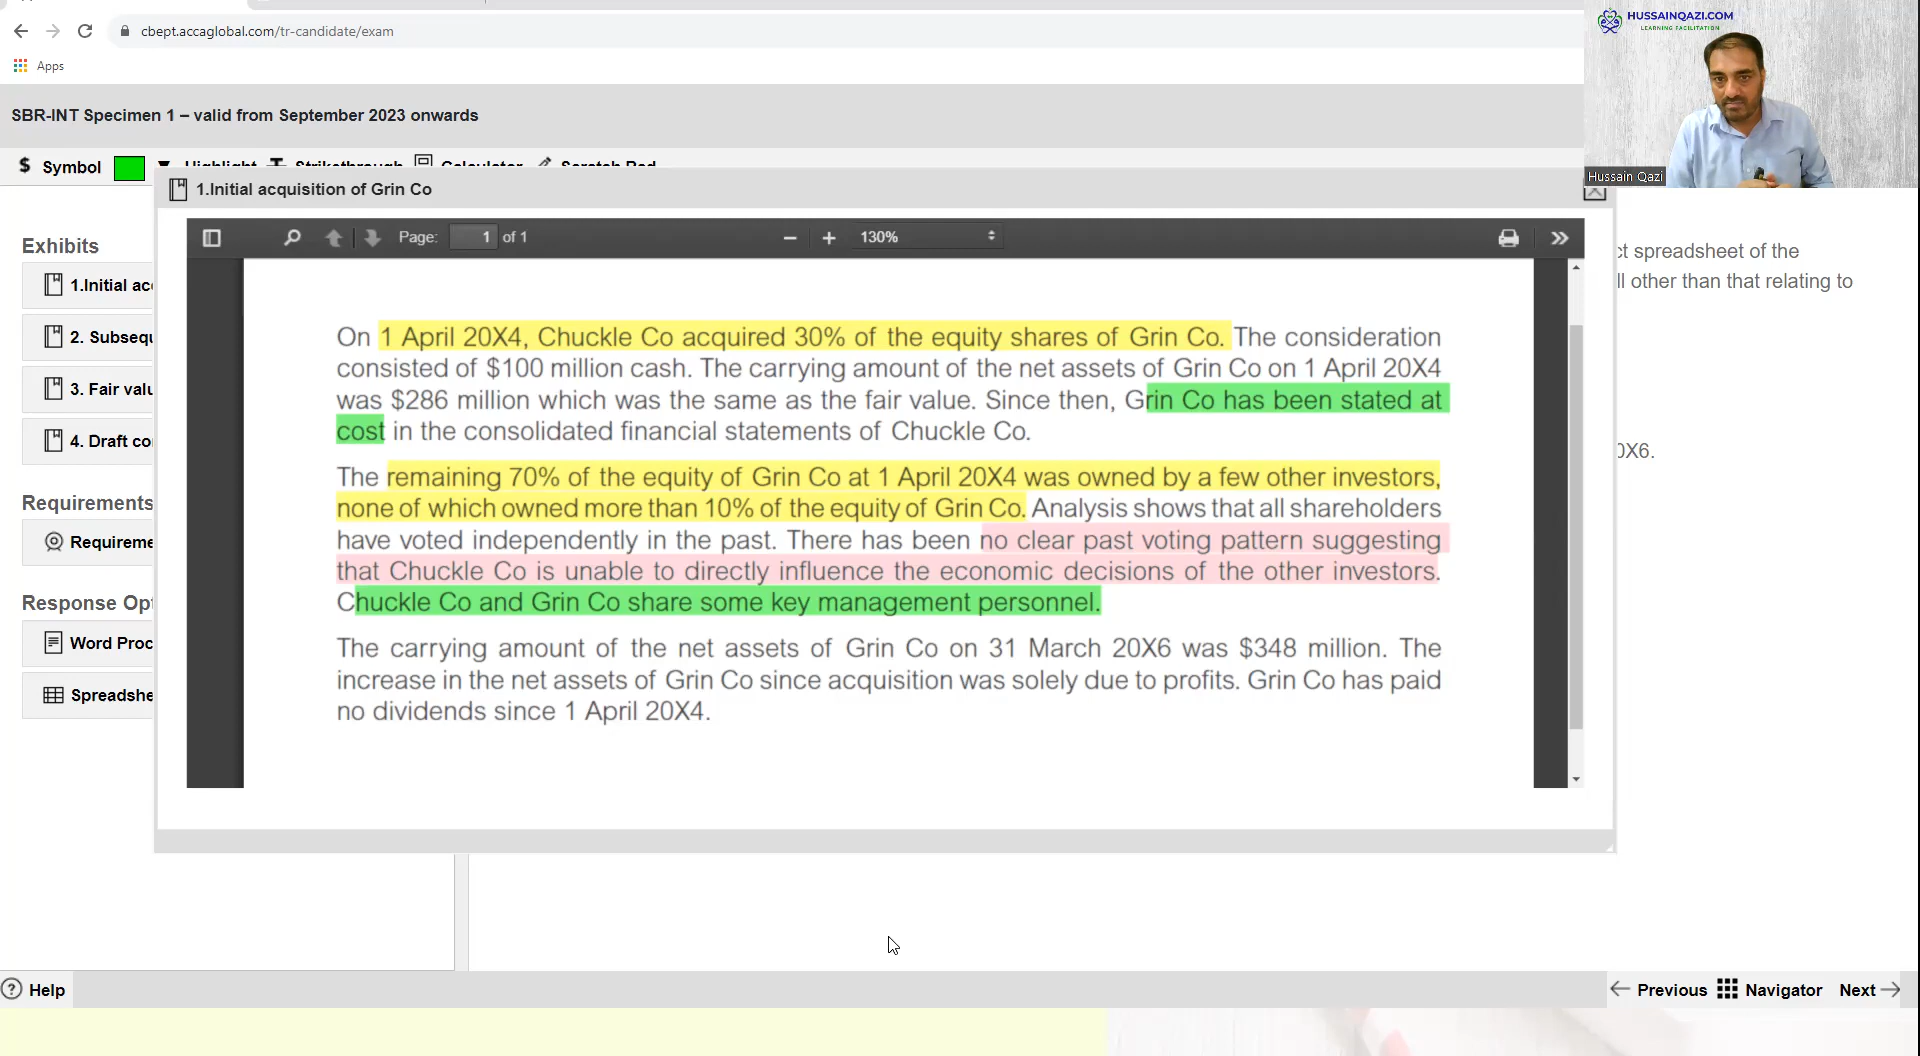 cbept.accaglobal.com/tr-candidate/exam
Apps
HUSSAINQAZI.COM
LEARNING FACILITATION
Hussain Qazi
SBR-INT Specimen 1 – valid from September 2023 onwards
$ Symbol Highlight Strikethrough Calculator Scratch Pad
1.Initial acquisition of Grin Co
Page: 1 of 1 130%
Exhibits
1.Initial acc
2. Subsequ
3. Fair valu
4. Draft co
Requirements
Requireme
Response Opt
Word Proc
Spreadshe
On 1 April 20X4, Chuckle Co acquired 30% of the equity shares of Grin Co. The consideration
consisted of $100 million cash. The carrying amount of the net assets of Grin Co on 1 April 20X4
was $286 million which was the same as the fair value. Since then, Grin Co has been stated at
cost in the consolidated financial statements of Chuckle Co.
The remaining 70% of the equity of Grin Co at 1 April 20X4 was owned by a few other investors,
none of which owned more than 10% of the equity of Grin Co. Analysis shows that all shareholders
have voted independently in the past. There has been no clear past voting pattern suggesting
that Chuckle Co is unable to directly influence the economic decisions of the other investors.
Chuckle Co and Grin Co share some key management personnel.
The carrying amount of the net assets of Grin Co on 31 March 20X6 was $348 million. The
increase in the net assets of Grin Co since acquisition was solely due to profits. Grin Co has paid
no dividends since 1 April 20X4.
ct spreadsheet of the
ll other than that relating to
0X6.
Help
Previous Navigator Next